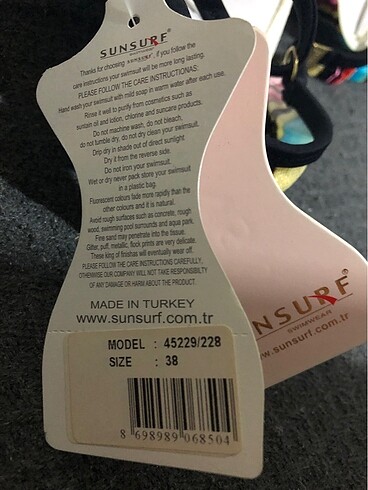 SUNSURF®
Thanks for choosing SUNSURF, if you follow the
care instructions your swimsuit will be more long lasting.
PLEASE FOLLOW THE CARE INSTRUCTIONAS:
Hand wash your swimsuit with mild soap in warm water after each use.
Rinse it well to purify from cosmetics such as
suntain oil and lotion, chlorine and suncare products.
Do not machine wash, do not bleach,
do not tumble dry, do not dry clean your swimsuit.
Drip dry in shade out of direct sunlight
Dry it from the reverse side.
Do not iron your swimsuit.
Wet or dry never pack store your swimsuit
in a plastic bag.
Fluoresent colours fade more rapidly than the
other colours and it is natural.
Avoid rough surfaces such as concrete, rough
wood, swimming pool surrounds and aqua park.
Fine sand may penetrate into the tissue.
Glitter, puff, metallic, flock prints are very delicate.
These king of finshas will eventually wear off.
PLEASE FOLLOW THE CARE INSTRUCTIONS CAREFULLY,
OTHERWISE OUR COMPANY WILL NOT TAKE RESPONSIBILTY
OF ANY DAMAGE OR HARM ABOUT THE PRODUCT.
MADE IN TURKEY
www.sunsurf.com.tr
MODEL : 45229/228
SIZE : 38
8 698989 068504
NSURF®
SWIMWEAR
w.sunsurf.com.tr